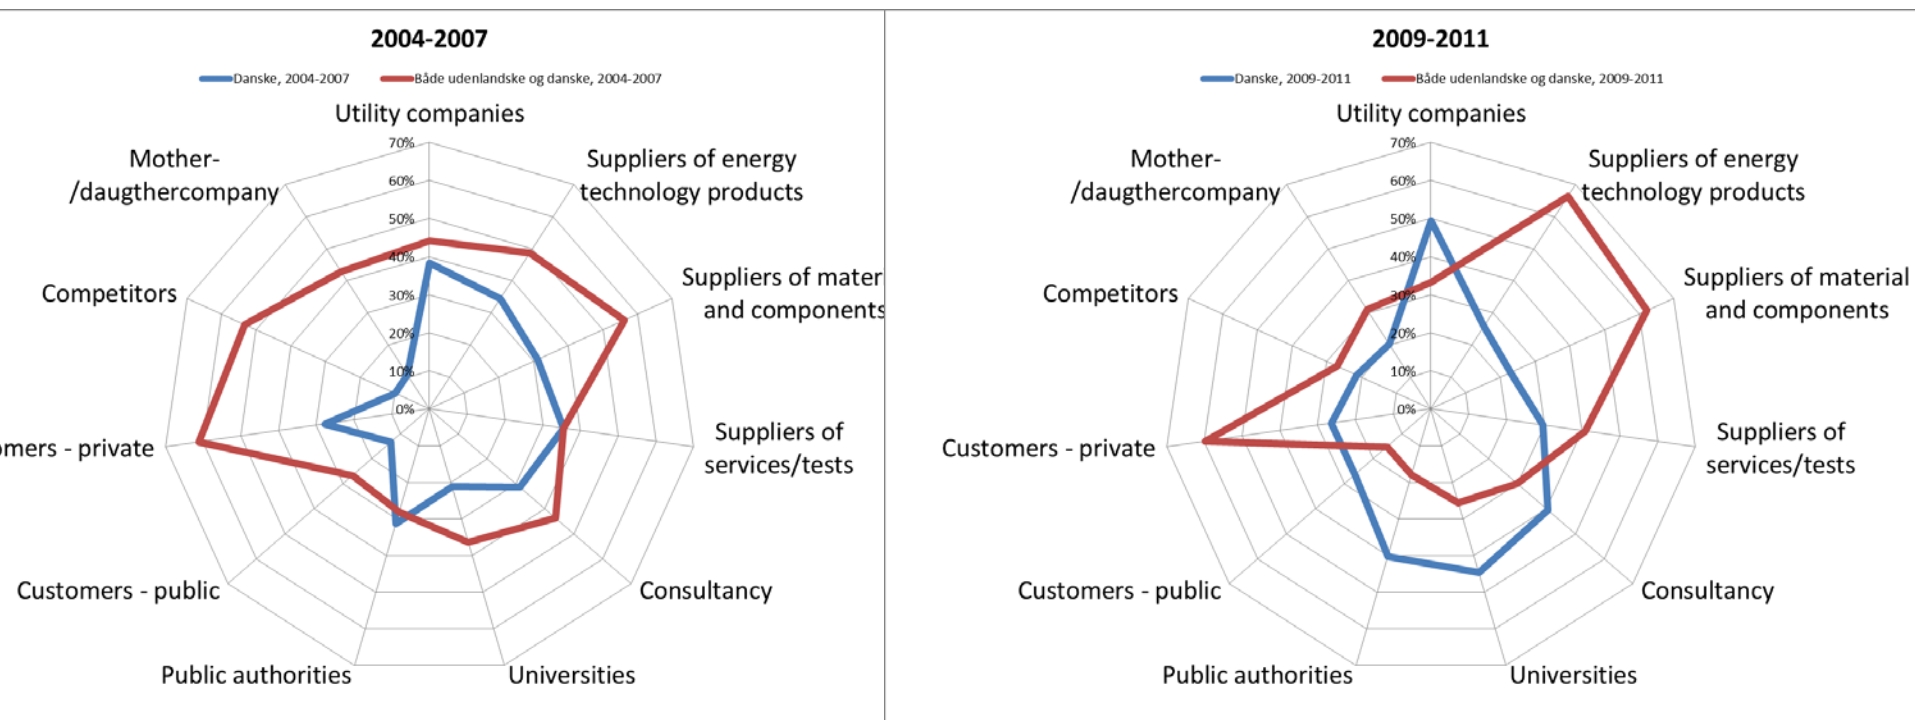 2004-2007
Danske, 2004-2007
Både udenlandske og danske, 2004-2007
Utility companies
70%
60%
50%
40%
30%
20%
10%
0%
Suppliers of energy
technology products
Suppliers of mater
and components
Suppliers of
services/tests
Consultancy
Universities
Public authorities
Customers - public
omers - private
Competitors
Mother-
/daugthercompany
2009-2011
Danske, 2009-2011
Både udenlandske og danske, 2009-2011
Utility companies
70%
60%
50%
40%
30%
20%
10%
0%
Suppliers of energy
technology products
Suppliers of material
and components
Suppliers of
services/tests
Consultancy
Universities
Public authorities
Customers - public
Customers - private
Competitors
Mother-
/daugthercompany